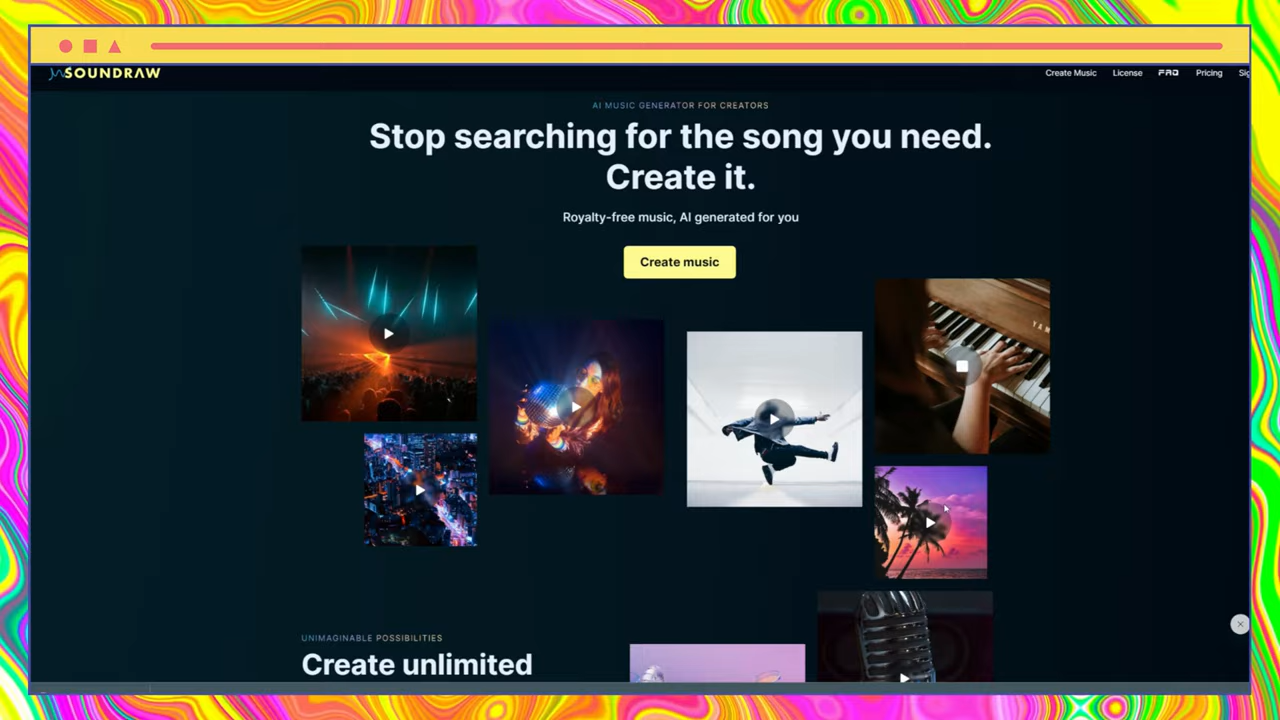 SOUNDRAW
Create Music
License
FAQ
Pricing
AI MUSIC GENERATOR FOR CREATORS
Stop searching for the song you need.
Create it.
Royalty-free music, AI generated for you
Create music
YAM
UNIMAGINABLE POSSIBILITIES
Create unlimited